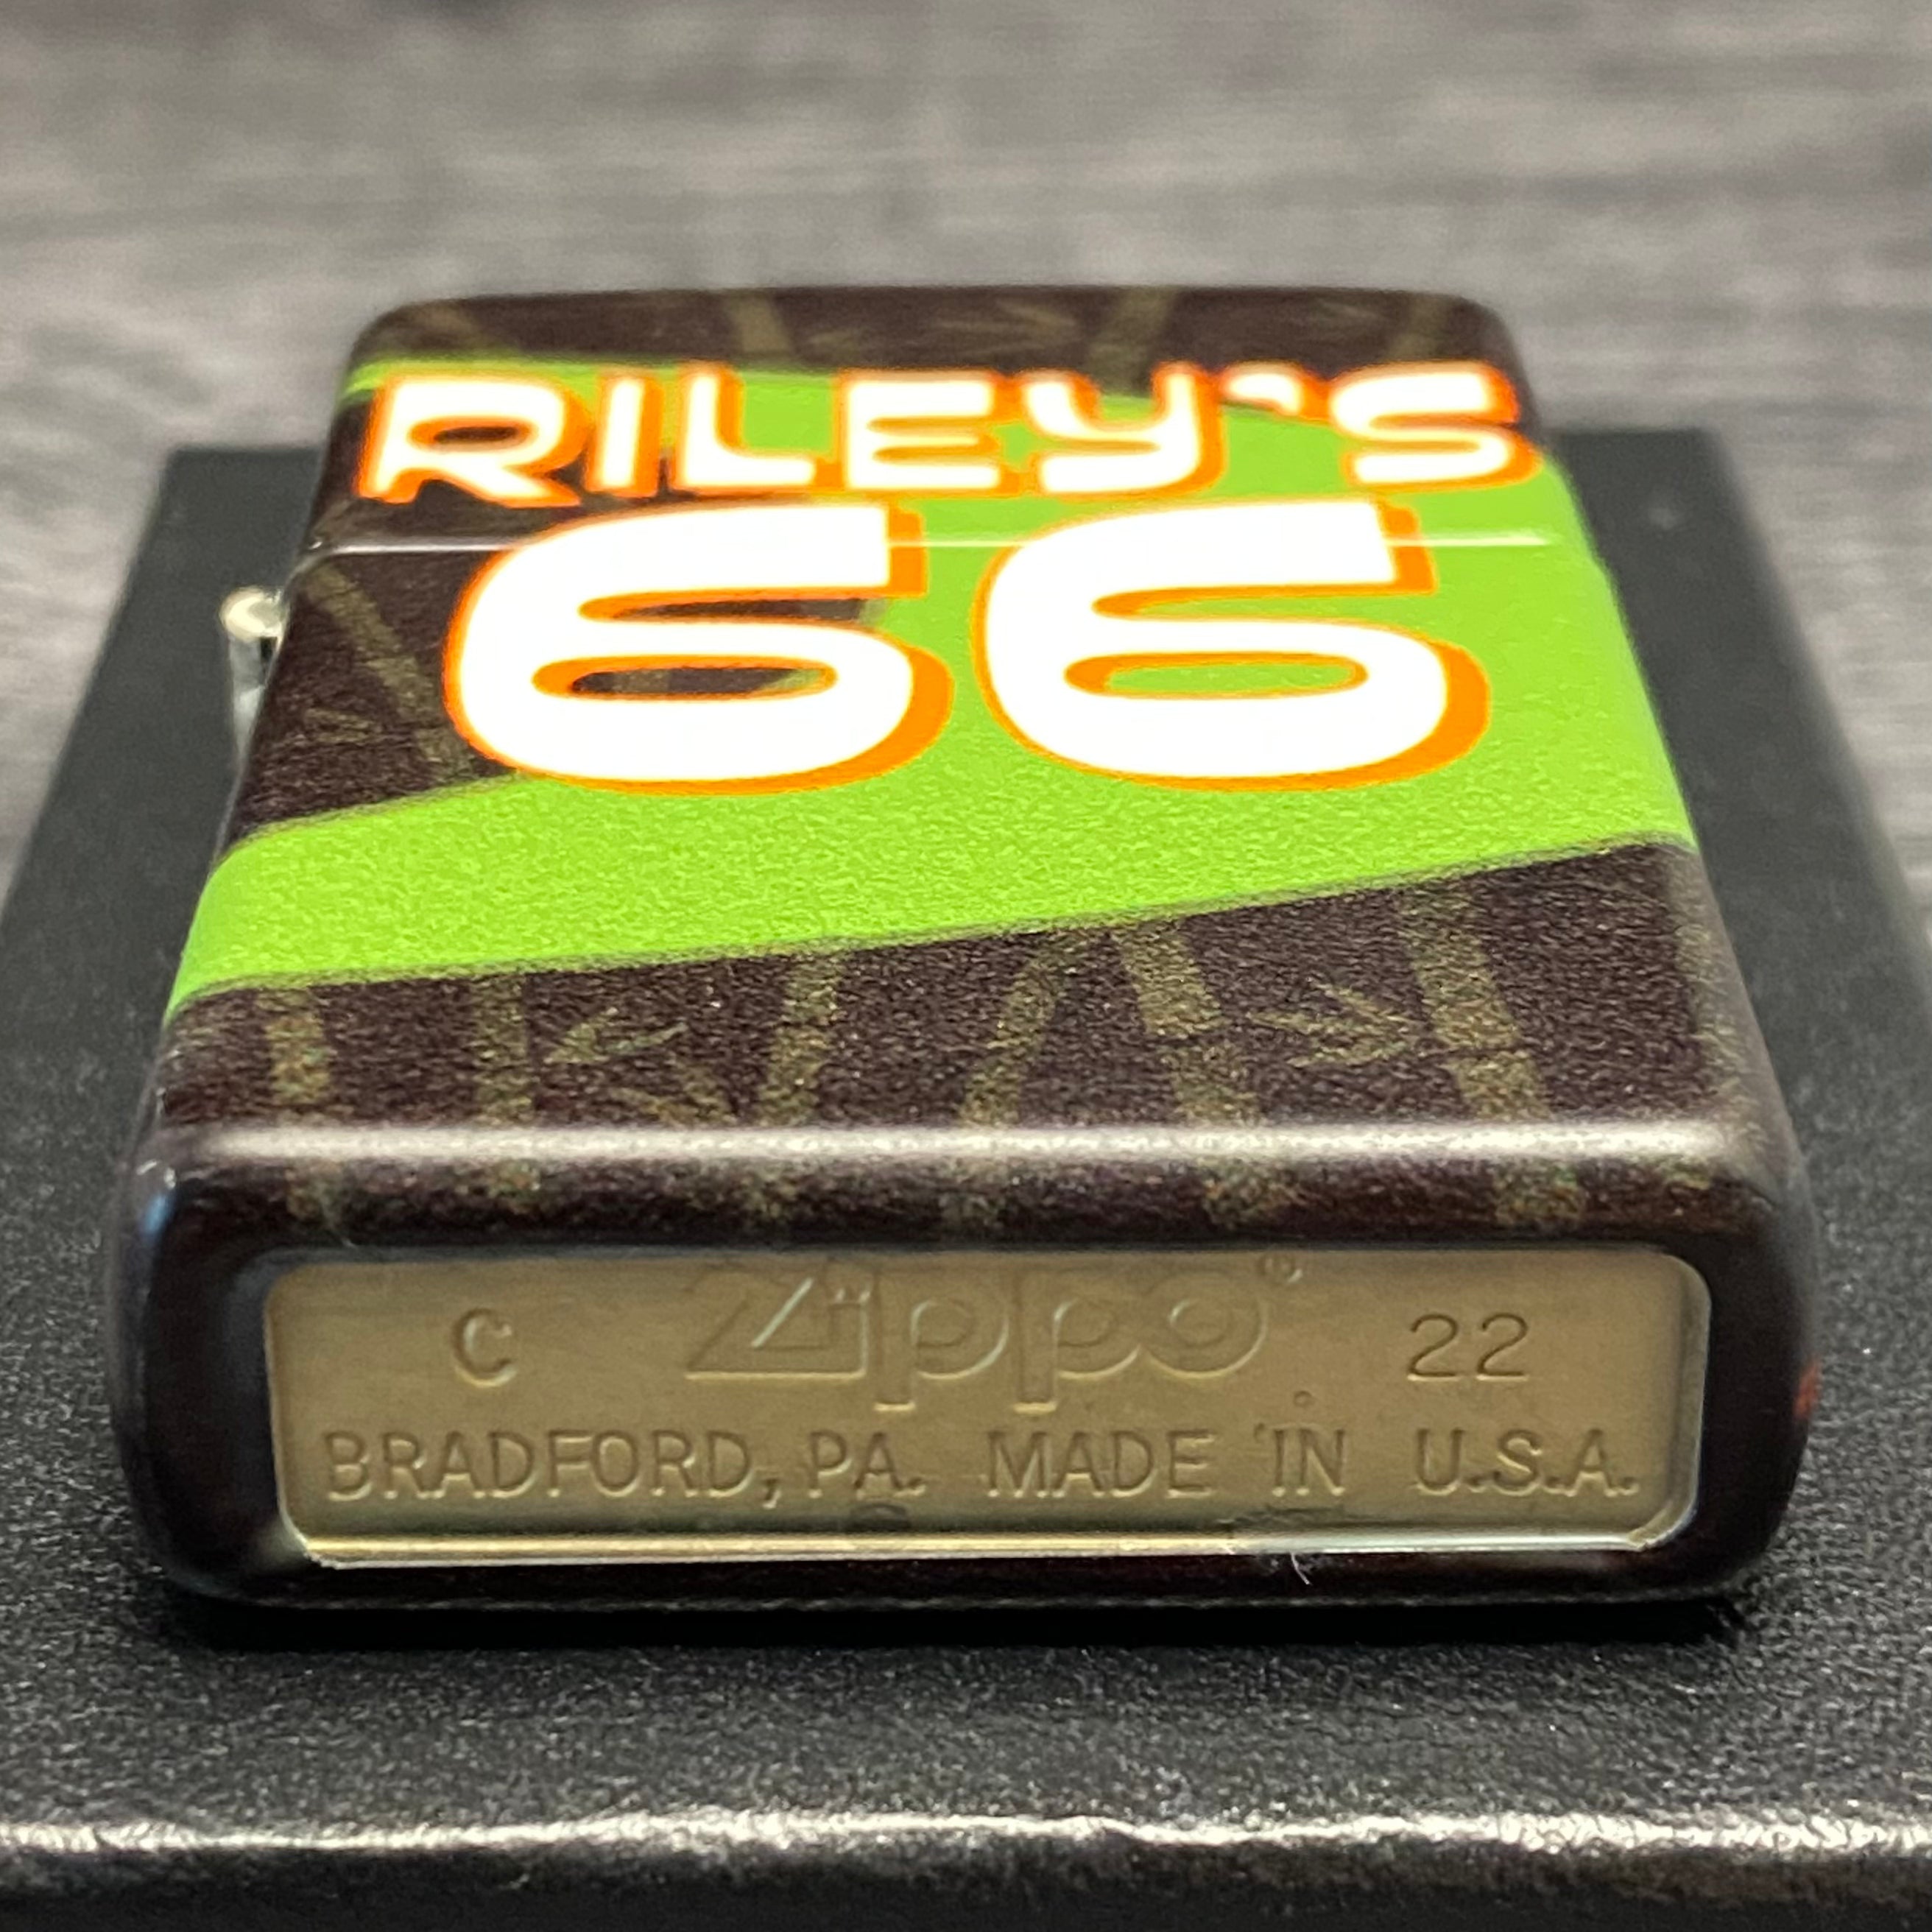 RILEY'S
66
C Zippo® 22
BRADFORD, PA. MADE IN U.S.A.